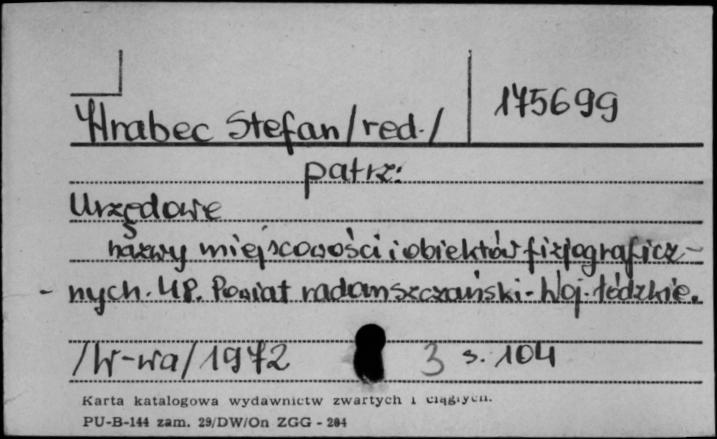 Hrabec Stefan/red./
175699
patrz:
Urzędowe
nazwy miejscowości i obiektów fizjograficz-
- nych. 48. Powiat radomszczański - Woj. łódzkie.
/W-wa/1972 3 s. 104
Karta katalogowa wydawnictw zwartych i ciągłych.
PU-B-144 zam. 29/DW/On ZGG - 204